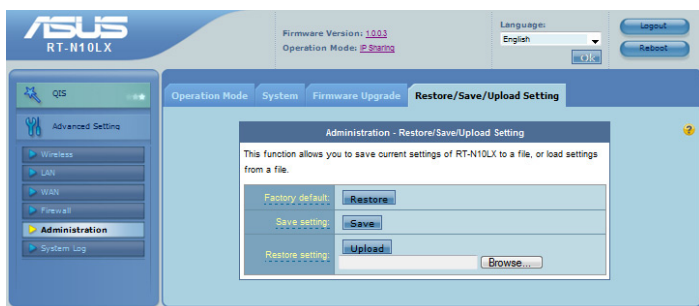 ASUS
RT-N10LX
Firmware Version: 1.0.0.3
Operation Mode: IP Sharing
Language:
English
OK
Logout
Reboot
QIS
Advanced Setting
Wireless
LAN
WAN
Firewall
Administration
System Log
Operation Mode System Firmware Upgrade Restore/Save/Upload Setting
Administration - Restore/Save/Upload Setting
This function allows you to save current settings of RT-N10LX to a file, or load settings
from a file.
Factory default: Restore
Save setting: Save
Restore setting: Upload
Browse...
?